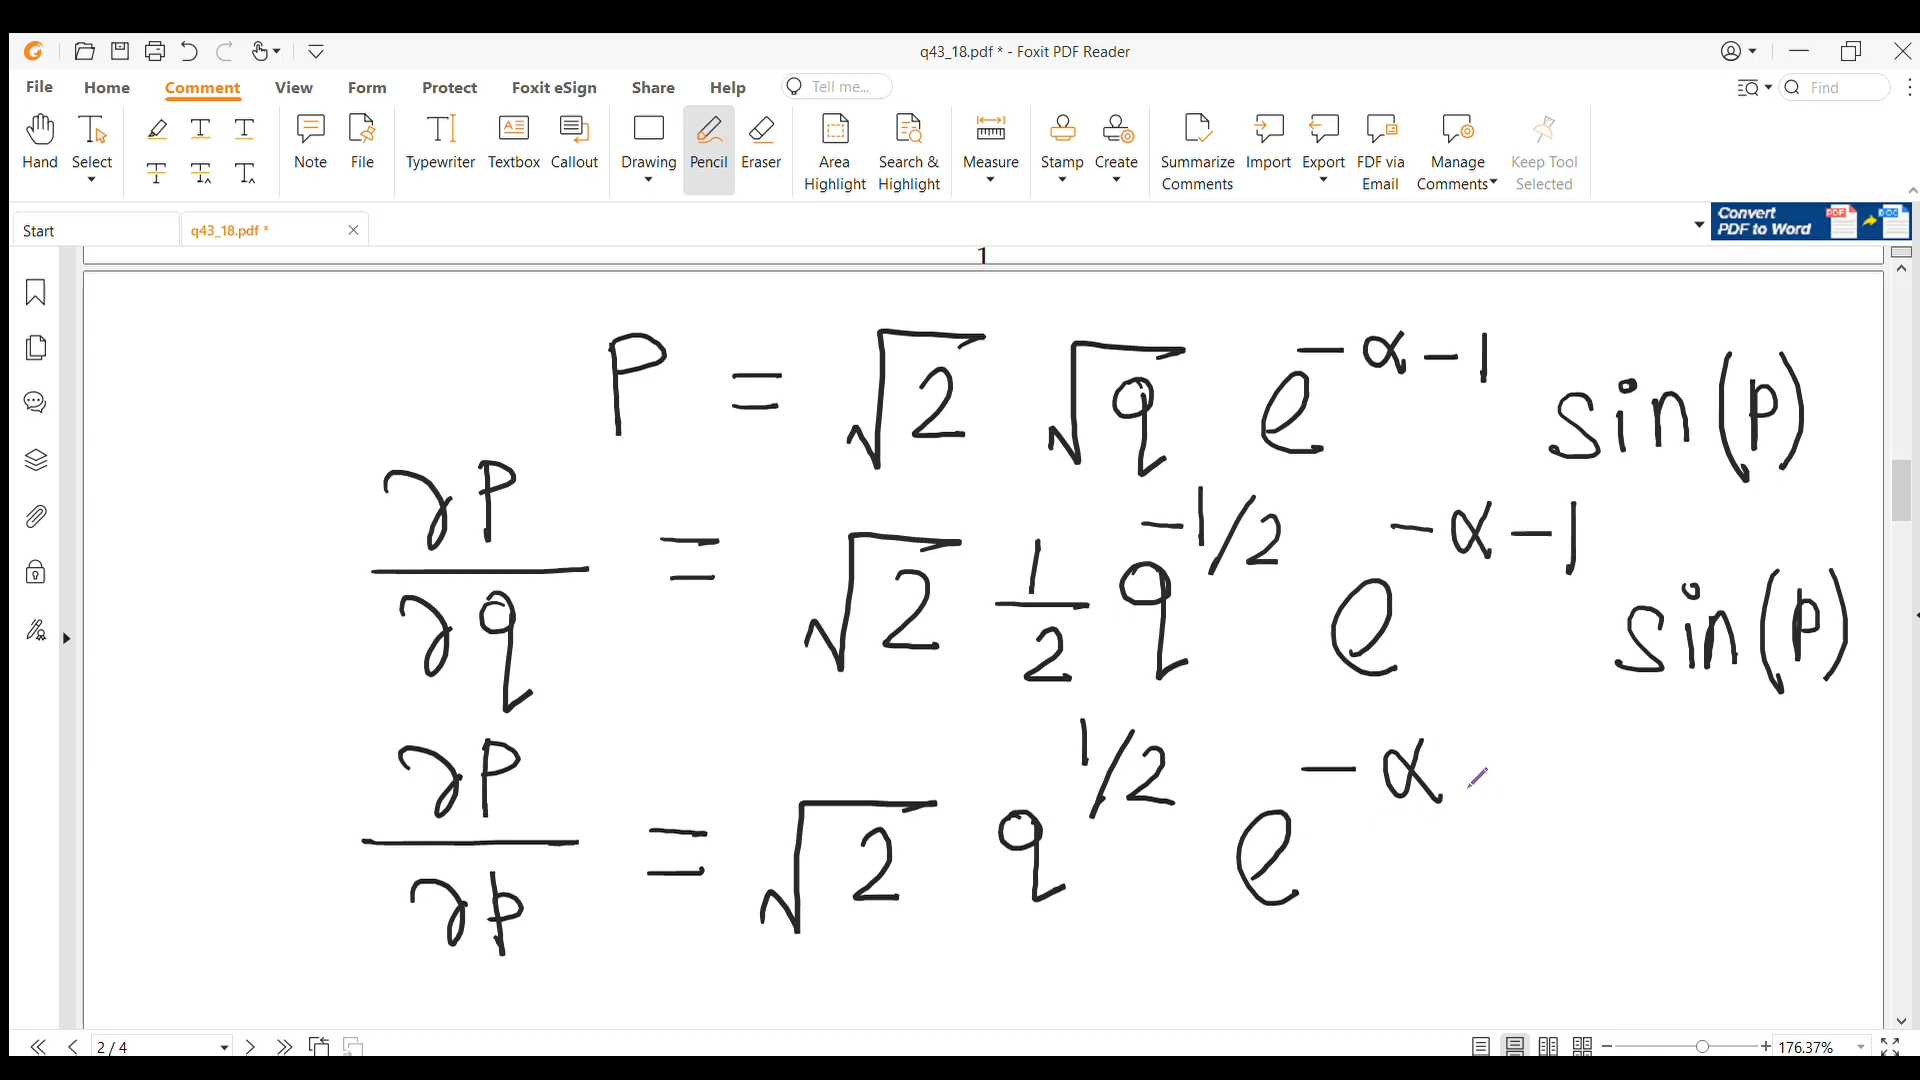 q43_18.pdf * - Foxit PDF Reader
File Home Comment View Form Protect Foxit eSign Share Help Tell me... Find
Hand Select Note File Typewriter Textbox Callout Drawing Pencil Eraser Area Highlight Search & Highlight Measure Stamp Create Summarize Comments Import Export FDF via Email Manage Comments Keep Tool Selected
Start q43_18.pdf * Convert PDF to Word PDF DOC
1
P = √2 √q e^{-α-1} sin(p)
∂P/∂q = √2 1/2 q^{-1/2} e^{-α-1} sin(p)
∂P/∂p = √2 q^{1/2} e^{-α
2 / 4 176.37%